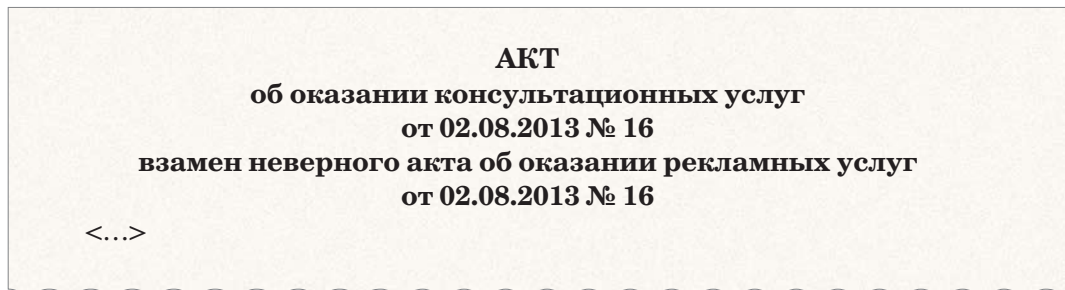 АКТ
об оказании консультационных услуг
от 02.08.2013 № 16
взамен неверного акта об оказании рекламных услуг
от 02.08.2013 № 16
<…>